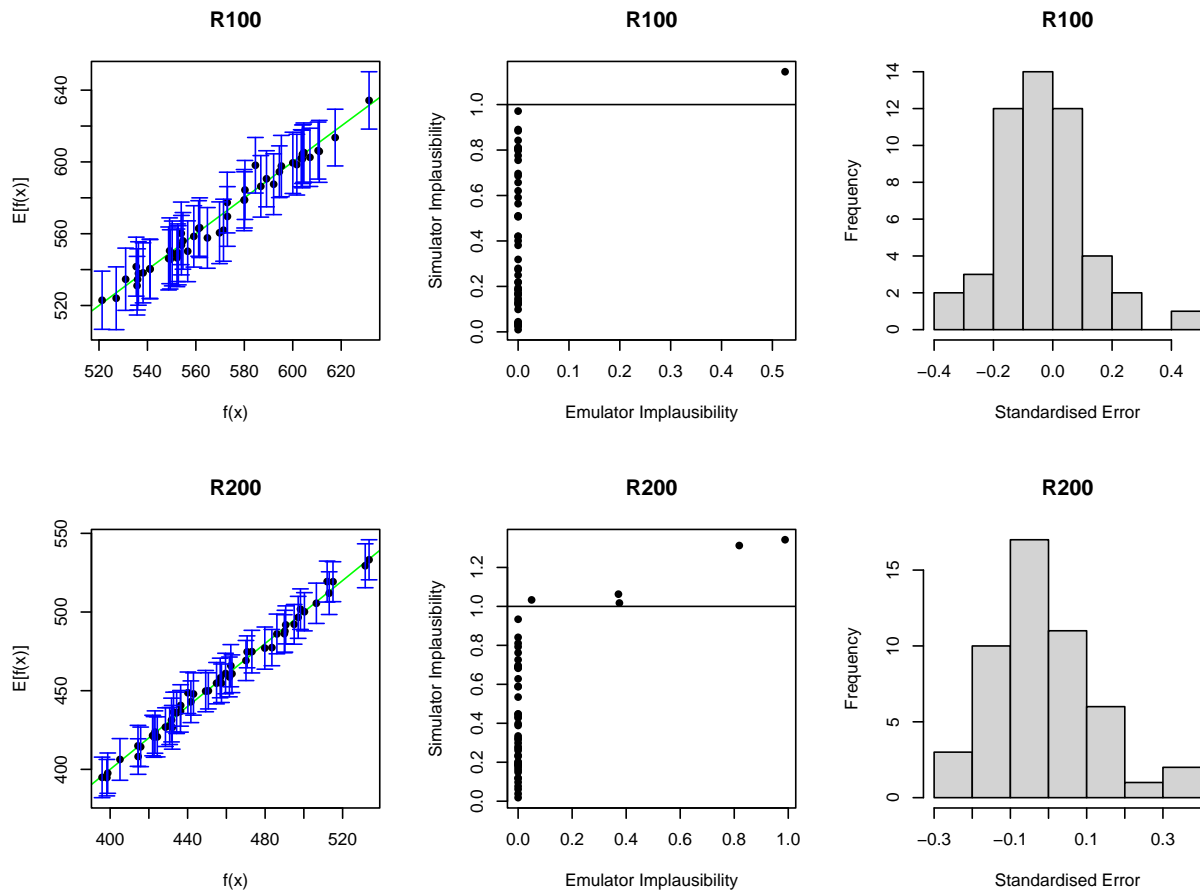 R100
640
600
560
520
E[f(x)]
520 540 560 580 600 620
f(x)
R100
1.0
0.8
0.6
0.4
0.2
0.0
Simulator Implausibility
0.0 0.1 0.2 0.3 0.4 0.5
Emulator Implausibility
R100
14
12
10
8
6
4
2
0
Frequency
−0.4 −0.2 0.0 0.2 0.4
Standardised Error
R200
550
500
450
400
E[f(x)]
400 440 480 520
f(x)
R200
1.2
1.0
0.8
0.6
0.4
0.2
0.0
Simulator Implausibility
0.0 0.2 0.4 0.6 0.8 1.0
Emulator Implausibility
R200
15
10
5
0
Frequency
−0.3 −0.1 0.1 0.3
Standardised Error